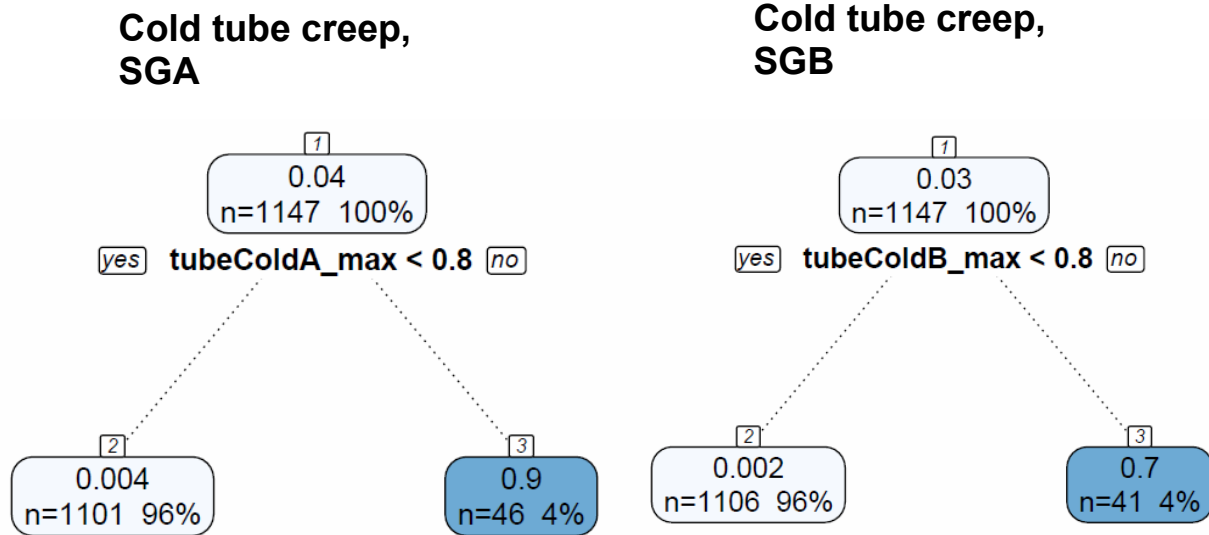 Cold tube creep,
SGA
1
0.04
n=1147 100%
yes tubeColdA_max < 0.8 no
2
0.004
n=1101 96%
3
0.9
n=46 4%
Cold tube creep,
SGB
1
0.03
n=1147 100%
yes tubeColdB_max < 0.8 no
2
0.002
n=1106 96%
3
0.7
n=41 4%